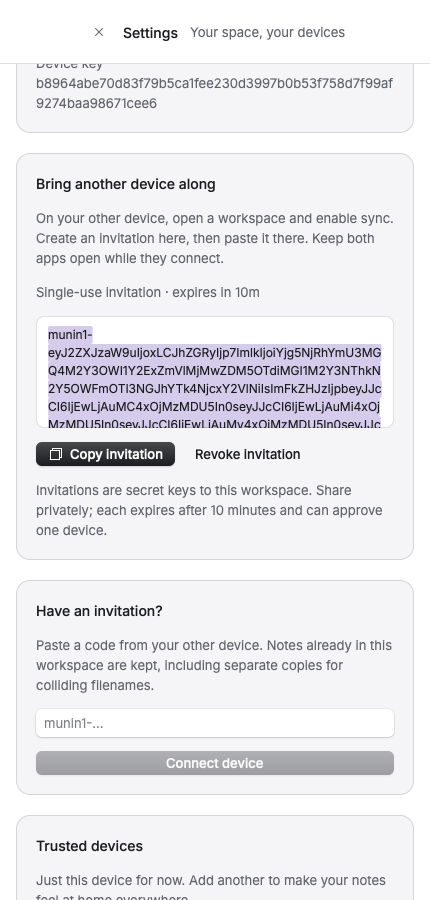 Settings Your space, your devices
Device key
b8964abe70d83f79b5ca1fee230d3997b0b53f758d7f99af
9274baa98671cee6
Bring another device along
On your other device, open a workspace and enable sync.
Create an invitation here, then paste it there. Keep both
apps open while they connect.
Single-use invitation · expires in 10m
munin1-
eyJ2ZXJzaW9uIjoxLCJhZGRyIjp7ImlkIjoiYjg5NjRhYmU3MG
Q4M2Y3OWI1Y2ExZmVlMjMwZDM5OTdiMGI1M2Y3NThkN
2Y5OWFmOTI3NGJhYTk4NjcxY2VlNiIsImFkZHJzIjpbeyJJc
CI6IjEwLjAuMC4xOjMzMDU5In0seyJJcCI6IjEwLjAuMi4xOj
MzMDU5In0seyJJcCI6IjEwLjAuMy4xOjMzMDU5In0seyJJc
Copy invitation Revoke invitation
Invitations are secret keys to this workspace. Share
privately; each expires after 10 minutes and can approve
one device.
Have an invitation?
Paste a code from your other device. Notes already in this
workspace are kept, including separate copies for
colliding filenames.
munin1-...
Connect device
Trusted devices
Just this device for now. Add another to make your notes
feel at home everywhere.